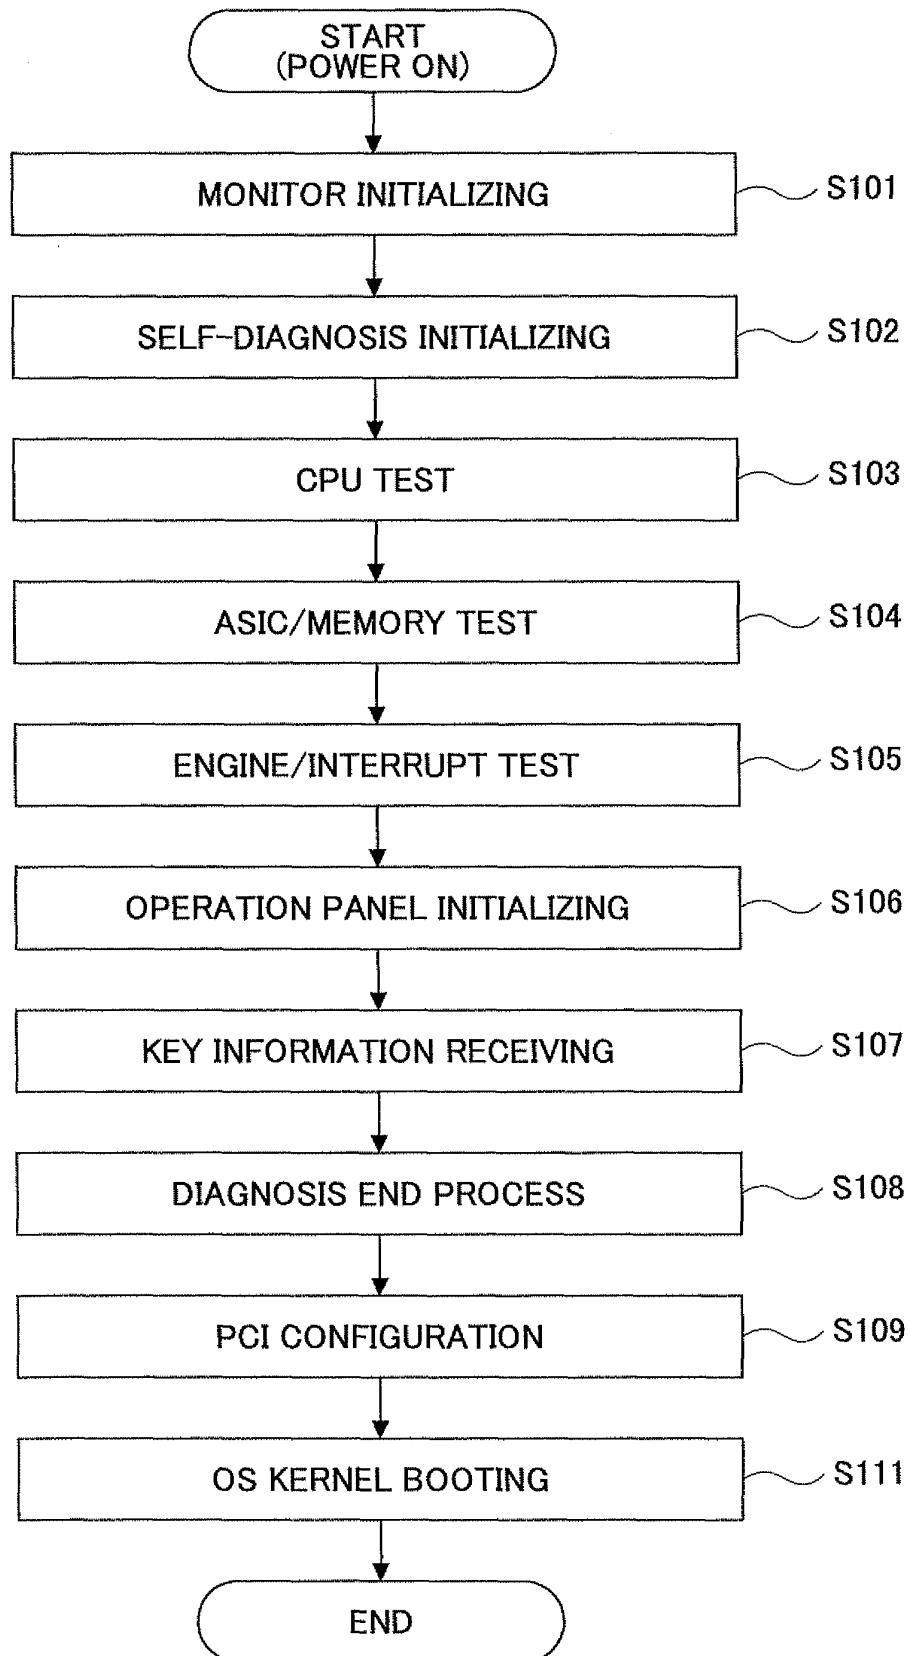 START
(POWER ON)
MONITOR INITIALIZING
S101
SELF-DIAGNOSIS INITIALIZING
S102
CPU TEST
S103
ASIC/MEMORY TEST
S104
ENGINE/INTERRUPT TEST
S105
OPERATION PANEL INITIALIZING
S106
KEY INFORMATION RECEIVING
S107
DIAGNOSIS END PROCESS
S108
PCI CONFIGURATION
S109
OS KERNEL BOOTING
S111
END